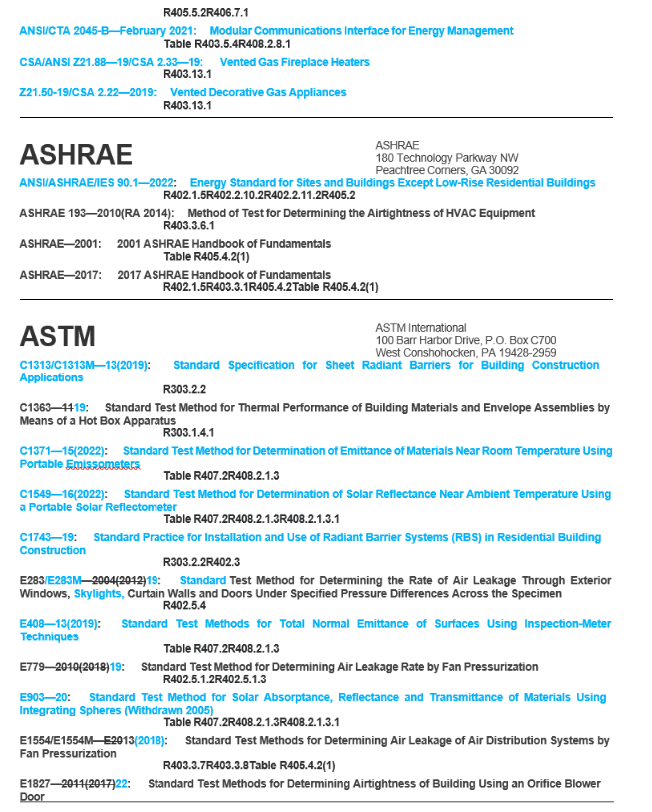 R405.5.2R406.7.1
ANSI/CTA 2045-B—February 2021: Modular Communications Interface for Energy Management
Table R403.5.4R408.2.8.1
CSA/ANSI Z21.88—19/CSA 2.33—19: Vented Gas Fireplace Heaters
R403.13.1
Z21.50-19/CSA 2.22—2019: Vented Decorative Gas Appliances
R403.13.1
ASHRAE
ASHRAE
180 Technology Parkway NW
Peachtree Corners, GA 30092
ANSI/ASHRAE/IES 90.1—2022: Energy Standard for Sites and Buildings Except Low-Rise Residential Buildings
R402.1.5R402.2.10.2R402.2.11.2R405.2
ASHRAE 193—2010(RA 2014): Method of Test for Determining the Airtightness of HVAC Equipment
R403.3.6.1
ASHRAE—2001: 2001 ASHRAE Handbook of Fundamentals
Table R405.4.2(1)
ASHRAE—2017: 2017 ASHRAE Handbook of Fundamentals
R402.1.5R403.3.1R405.4.2Table R405.4.2(1)
ASTM
ASTM International
100 Barr Harbor Drive, P.O. Box C700
West Conshohocken, PA 19428-2959
C1313/C1313M—13(2019): Standard Specification for Sheet Radiant Barriers for Building Construction
Applications
R303.2.2
C1363—1119: Standard Test Method for Thermal Performance of Building Materials and Envelope Assemblies by
Means of a Hot Box Apparatus
R303.1.4.1
C1371—15(2022): Standard Test Method for Determination of Emittance of Materials Near Room Temperature Using
Portable Emissometers
Table R407.2R408.2.1.3
C1549—16(2022): Standard Test Method for Determination of Solar Reflectance Near Ambient Temperature Using
a Portable Solar Reflectometer
Table R407.2R408.2.1.3R408.2.1.3.1
C1743—19: Standard Practice for Installation and Use of Radiant Barrier Systems (RBS) in Residential Building
Construction
R303.2.2R402.3
E283/E283M—2004(2012)19: Standard Test Method for Determining the Rate of Air Leakage Through Exterior
Windows, Skylights, Curtain Walls and Doors Under Specified Pressure Differences Across the Specimen
R402.5.4
E408—13(2019): Standard Test Methods for Total Normal Emittance of Surfaces Using Inspection-Meter
Techniques
Table R407.2R408.2.1.3
E779—2010(2018)19: Standard Test Method for Determining Air Leakage Rate by Fan Pressurization
R402.5.1.2R402.5.1.3
E903—20: Standard Test Method for Solar Absorptance, Reflectance and Transmittance of Materials Using
Integrating Spheres (Withdrawn 2005)
Table R407.2R408.2.1.3R408.2.1.3.1
E1554/E1554M—E2013(2018): Standard Test Methods for Determining Air Leakage of Air Distribution Systems by
Fan Pressurization
R403.3.7R403.3.8Table R405.4.2(1)
E1827—2011(2017)22: Standard Test Methods for Determining Airtightness of Building Using an Orifice Blower
Door